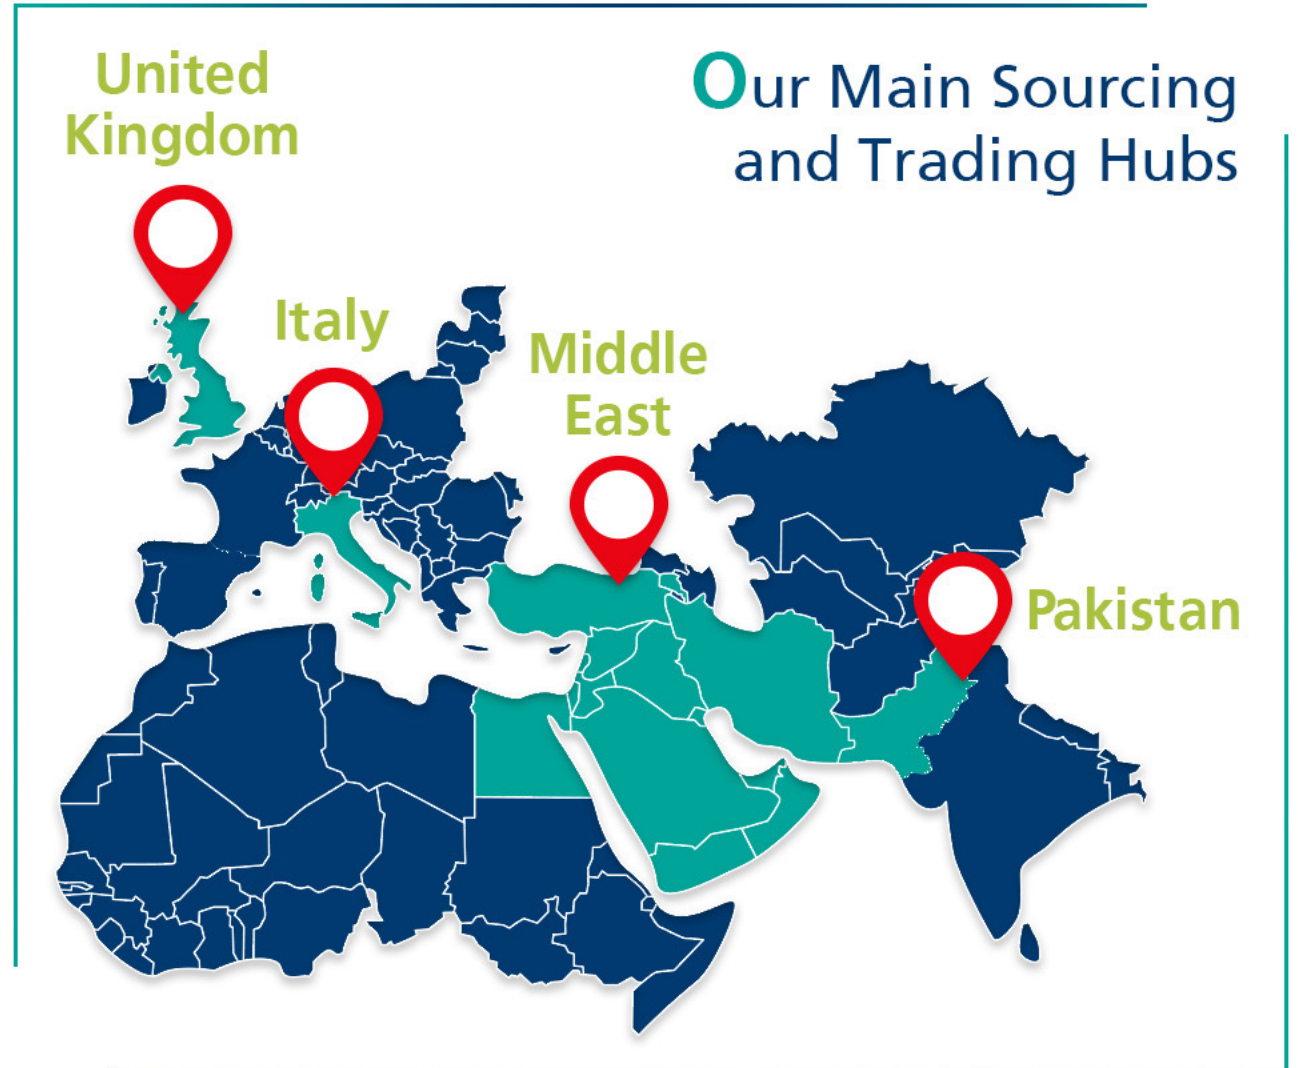 United
Kingdom
Our Main Sourcing
and Trading Hubs
Italy
Middle
East
Pakistan